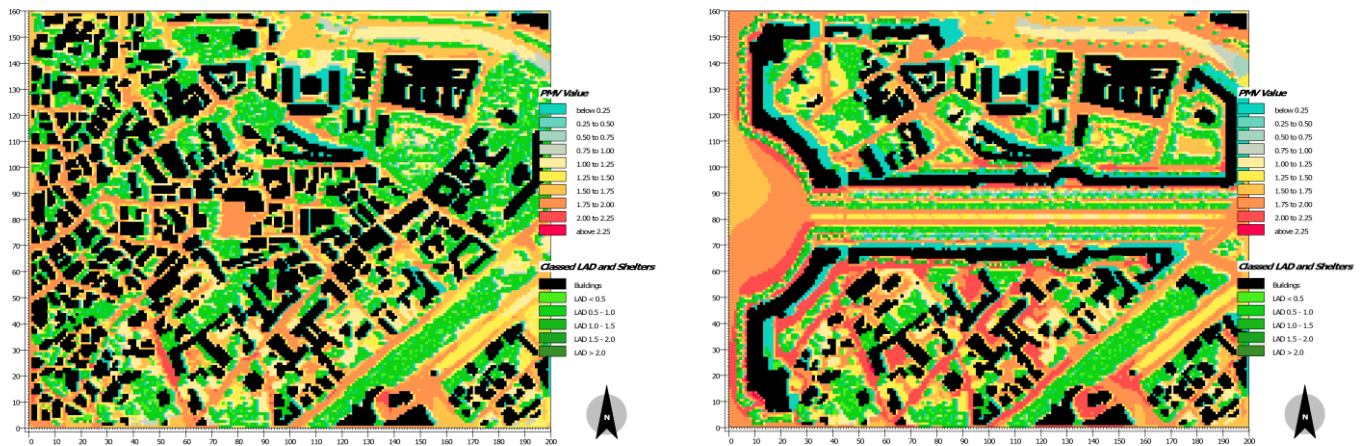 160
150
140
130
120
110
100
90
80
70
60
50
40
30
20
10
0
0 10 20 30 40 50 60 70 80 90 100 110 120 130 140 150 160 170 180 190 200
PMV Value
below 0.25
0.25 to 0.50
0.50 to 0.75
0.75 to 1.00
1.00 to 1.25
1.25 to 1.50
1.50 to 1.75
1.75 to 2.00
2.00 to 2.25
above 2.25
Classed LAD and Shelters
Buildings
LAD < 0.5
LAD 0.5 - 1.0
LAD 1.0 - 1.5
LAD 1.5 - 2.0
LAD > 2.0
N
160
150
140
130
120
110
100
90
80
70
60
50
40
30
20
10
0
0 10 20 30 40 50 60 70 80 90 100 110 120 130 140 150 160 170 180 190 200
PMV Value
below 0.25
0.25 to 0.50
0.50 to 0.75
0.75 to 1.00
1.00 to 1.25
1.25 to 1.50
1.50 to 1.75
1.75 to 2.00
2.00 to 2.25
above 2.25
Classed LAD and Shelters
Buildings
LAD < 0.5
LAD 0.5 - 1.0
LAD 1.0 - 1.5
LAD 1.5 - 2.0
LAD > 2.0
N